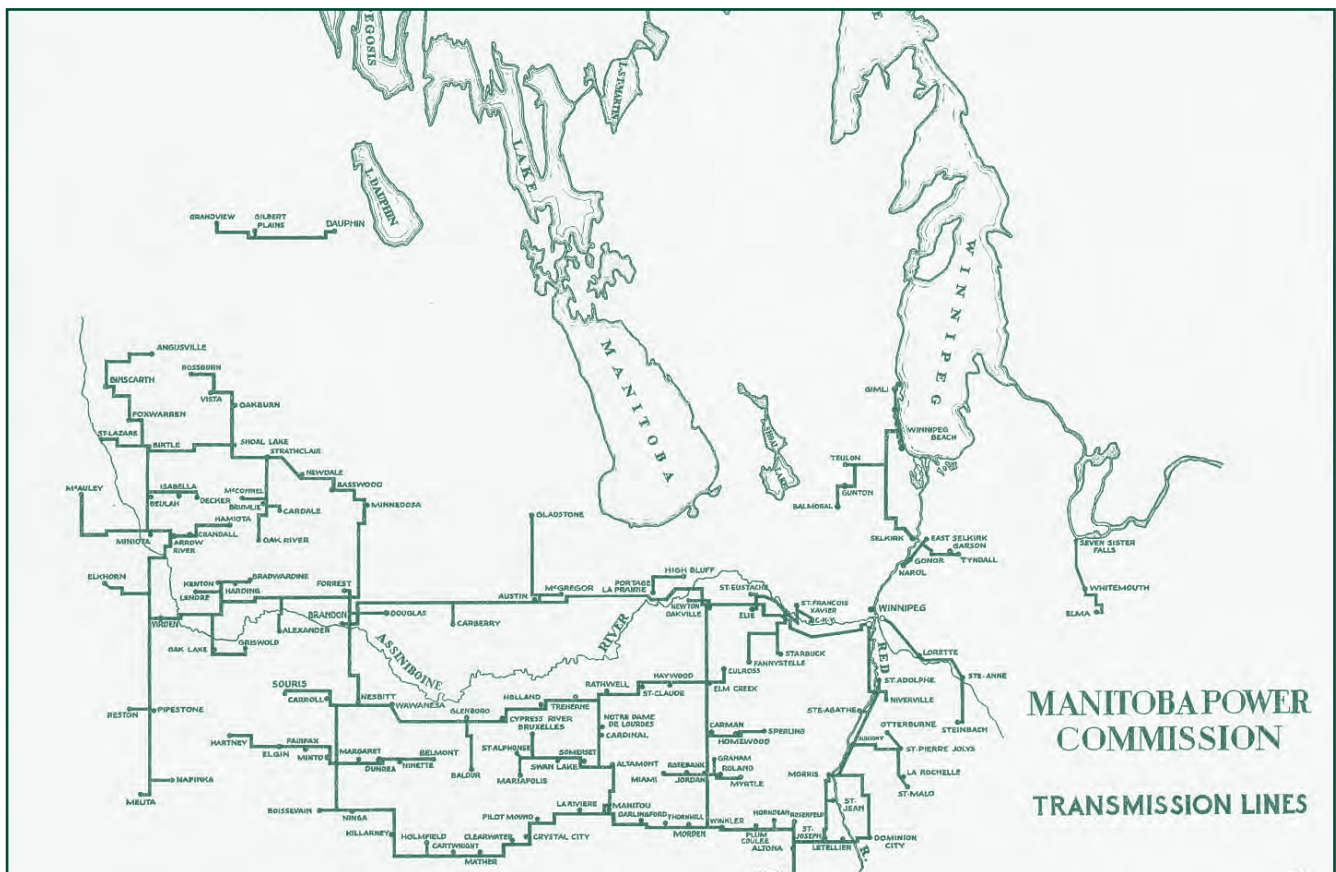 EGOSIS
L. ST. MARTIN
LAKE
L. DAUPHIN
GRANDVIEW
GILBERT
PLAINS
DAUPHIN
WINNIPEG
MANITOBA
ANGUSVILLE
BINSCARTH
ROSSBURN
VISTA
OAKBURN
FOXWARREN
ST-LAZARE
BIRTLE
SHOAL LAKE
STRATHCLAIR
NEWDALE
BASSWOOD
MINNEDOSA
MCAULEY
ISABELLA
BEULAH
DECKER
MCCONNEL
BRUMLIE
CARDALE
HAMIOTA
CRANDALL
OAK RIVER
MINIOTA
ARROW
RIVER
GIMLI
WINNIPEG
BEACH
SHOAL
LAKE
TEULON
GUNTON
BALMORAL
GLADSTONE
SELKIRK
EAST SELKIRK
GARSON
GONOR
TYNDALL
NAROL
SEVEN SISTER
FALLS
WHITEMOUTH
ELMA
ELKHORN
KENTON
BRADWARDINE
LENORE
HARDING
FORREST
VIRDEN
BRANDON
DOUGLAS
ALEXANDER
CARBERRY
AUSTIN
MCGREGOR
PORTAGE
LA PRAIRIE
HIGH BLUFF
NEWTON
OAKVILLE
ST-EUSTACHE
ELIE
ST. FRANCOIS
XAVIER
C-K-Y
WINNIPEG
OAK LAKE
GRISWOLD
ASSINIBOINE
RIVER
STARBUCK
FANNYSTELLE
RED
LORETTE
STE-ANNE
SOURIS
CARROLL
NESBITT
WAWANESA
GLENBORO
HOLLAND
TREHERNE
RATHWELL
HAYWOOD
ST-CLAUDE
CULROSS
ELM CREEK
ST. ADOLPHE
NIVERVILLE
STE-AGATHE
OTTERBURNE
STEINBACH
RESTON
PIPESTONE
CYPRESS RIVER
BRUXELLES
NOTRE DAME
DE LOURDES
CARDINAL
CARMAN
HOMEWOOD
SPERLING
ST-PIERRE JOLYS
HARTNEY
ELGIN
FAIRFAX
MINTO
MARGARET
DUNREA
BELMONT
NINETTE
BALDUR
ST-ALPHONSE
MARIAPOLIS
SOMERSET
SWAN LAKE
ALTAMONT
MIAMI
ROSEBANK
JORDAN
GRAHAM
ROLAND
MYRTLE
MORRIS
LA ROCHELLE
ST-MALO
NAPINKA
MELITA
BOISSEVAIN
NINGA
KILLARNEY
HOLMFIELD
CARTWRIGHT
MATHER
CLEARWATER
CRYSTAL CITY
PILOT MOUND
LA RIVIERE
MANITOU
DARLINGFORD
THORNHILL
MORDEN
WINKLER
PLUM
COULEE
HORNDEAN
ROSENFELD
ALTONA
ST.
JOSEPH
ST.
JEAN
LETELLIER
DOMINION
CITY
R.
MANITOBA POWER
COMMISSION
TRANSMISSION LINES